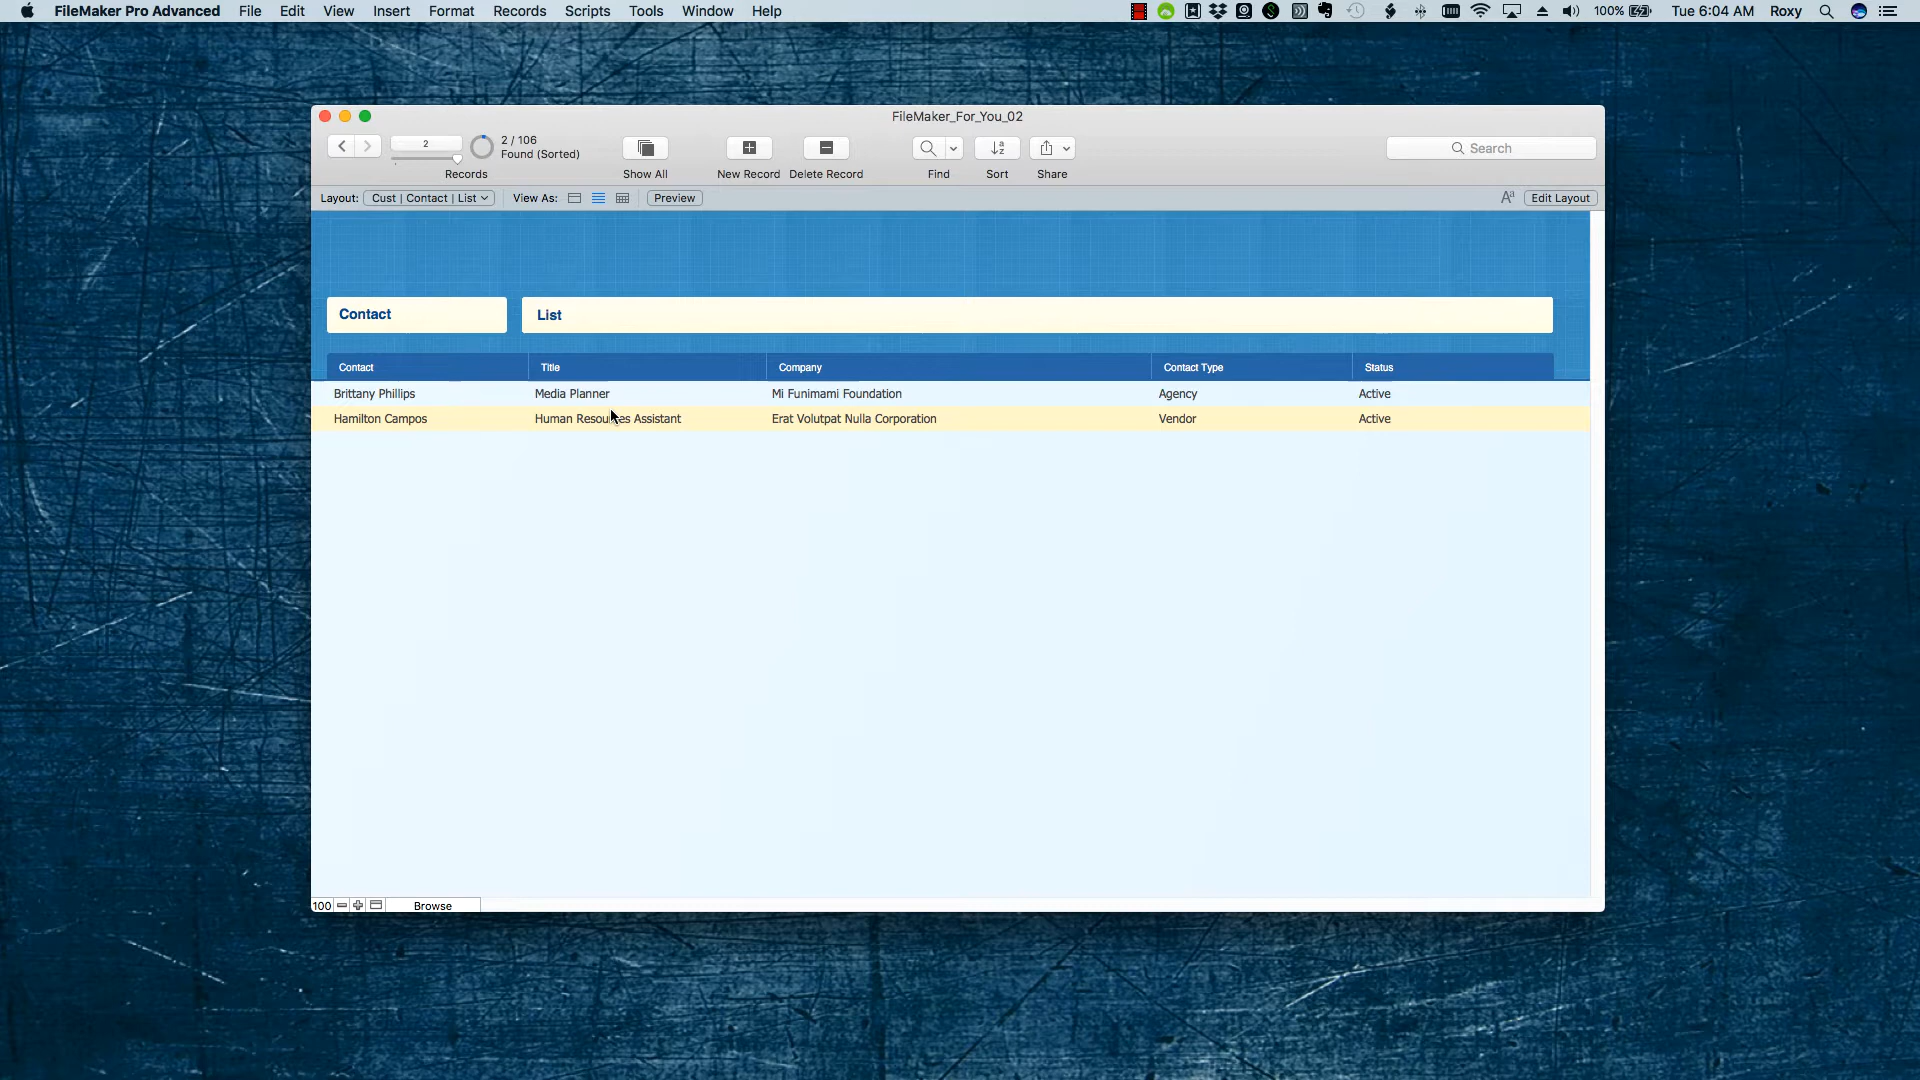 FileMaker Pro Advanced File Edit View Insert Format Records Scripts Tools Window Help 100% Tue 6:04 AM Roxy
FileMaker_For_You_02
2 2 / 106
Found (Sorted)
Search
Records Show All New Record Delete Record Find Sort Share
Layout: Cust | Contact | List View As: Preview Aa Edit Layout
Contact List
Contact Title Company Contact Type Status
Brittany Phillips Media Planner Mi Funimami Foundation Agency Active
Hamilton Campos Human Resources Assistant Erat Volutpat Nulla Corporation Vendor Active
100 Browse